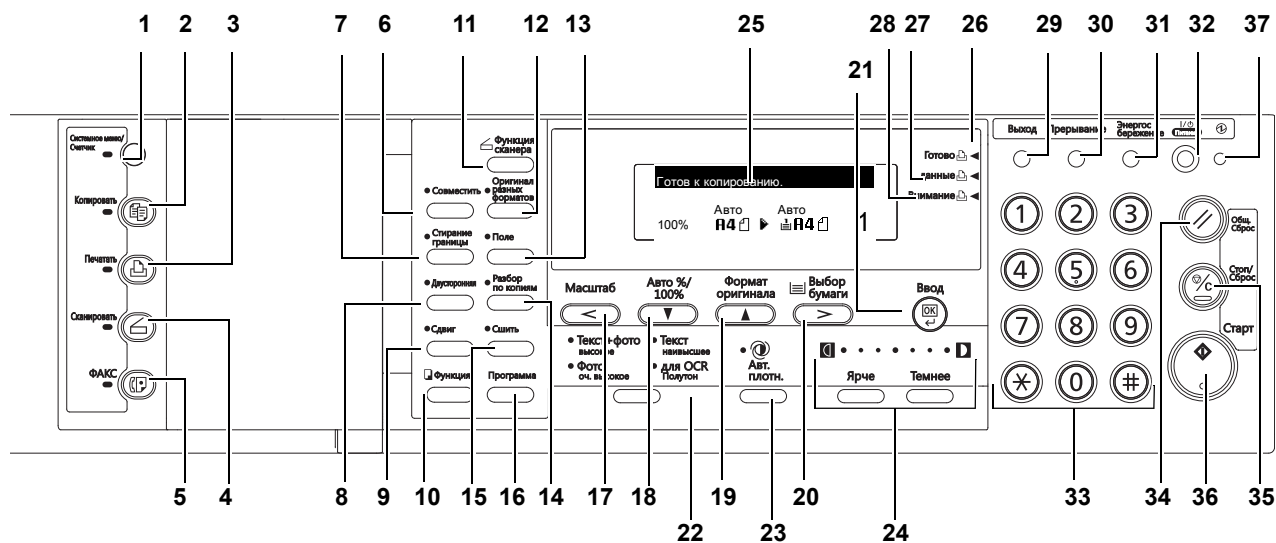 1 2 3 7 6 11 12 13 25 28 27 26 21 29 30 31 32 37
Системное меню/
Счетчик
Копировать
Печатать
Сканировать
ФАКС
Функция
сканера
Совместить
Оригинал
разных
форматов
Стирание
границы
Поле
Двусторонняя
Разбор
по копиям
Сдвиг
Сшить
Функция
Программа
Готов к копированию.
100%
Авто
A4
Авто
A4
1
Готово
данные
внимание
Масштаб
Авто %/
100%
Формат
оригинала
Выбор
бумаги
Ввод
OK
Текст+фото
высокое
Фото
оч. высокое
Текст
наивысшее
для OCR
Полутон
Авт.
плотн.
Ярче
Темнее
Выход
Прерывание
Энергос
бережение
1 2 3
4 5 6
7 8 9
* 0 #
Общ.
Сброс
Стоп/
Сброс
/C
Старт
5 4 8 9 10 15 16 14 17 18 19 20 22 23 24 33 34 36 35